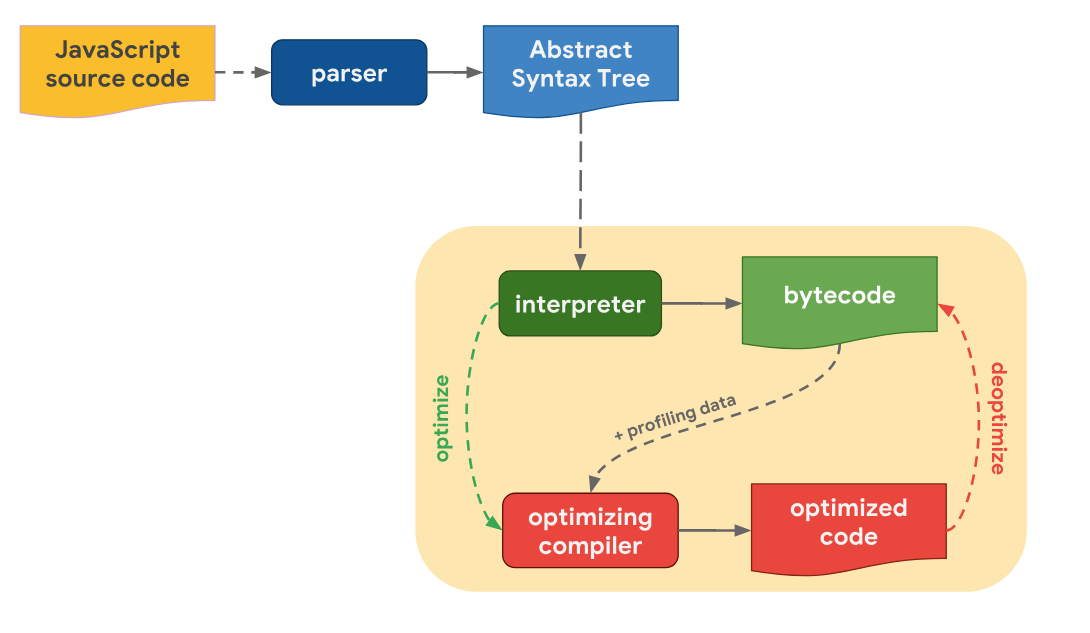 JavaScript
source code
parser
Abstract
Syntax Tree
interpreter
bytecode
optimize
+ profiling data
deoptimize
optimizing
compiler
optimized
code